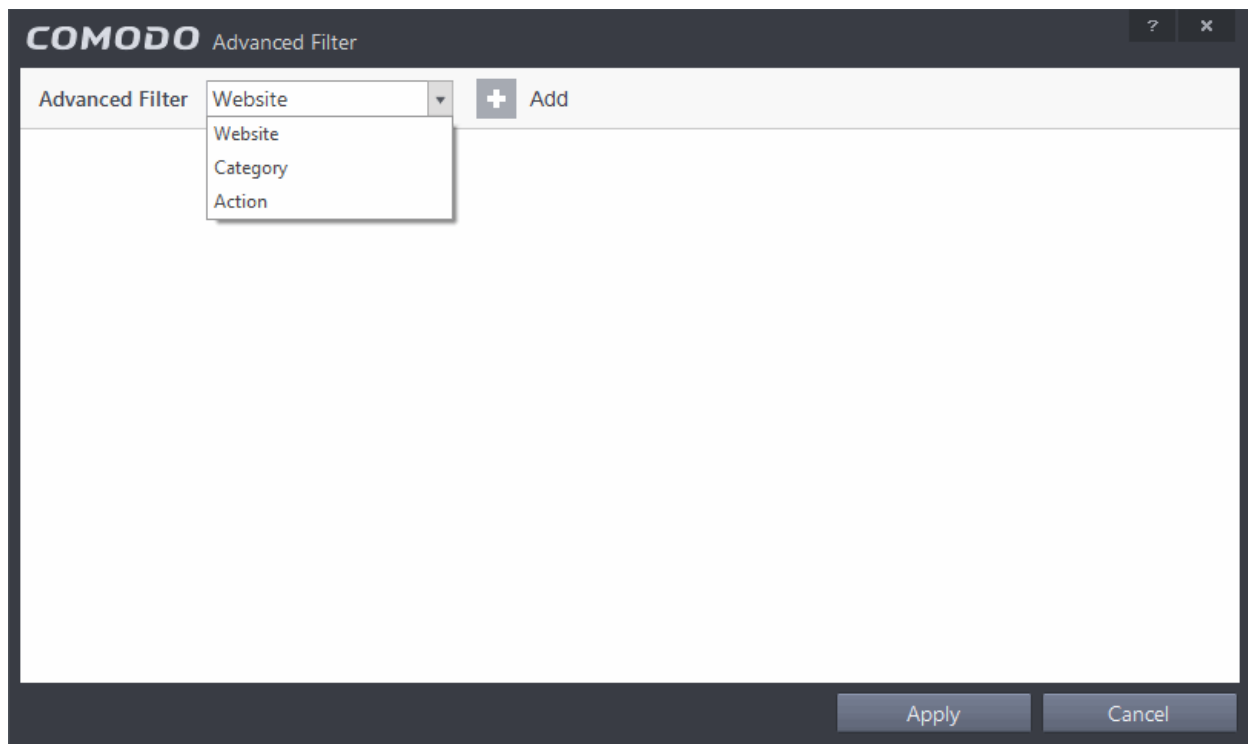 COMODO Advanced Filter ? ×
Advanced Filter Website Add
Website
Category
Action
Apply Cancel